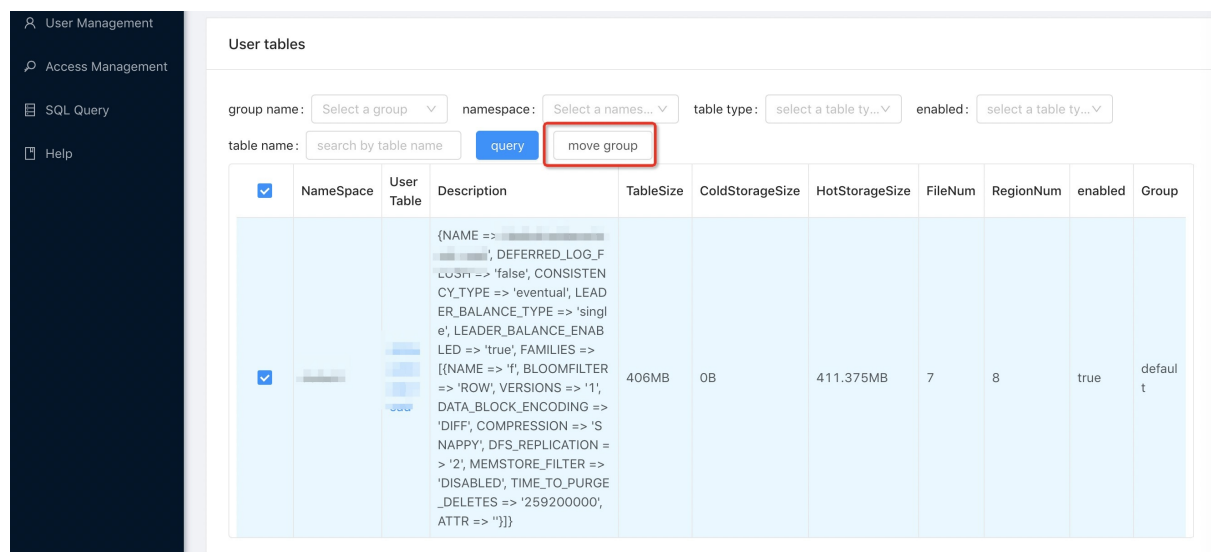 User Management
Access Management
SQL Query
Help
User tables
group name: Select a group namespace: Select a names... table type: select a table ty... enabled: select a table ty...
table name: search by table name query move group
NameSpace User Table Description TableSize ColdStorageSize HotStorageSize FileNum RegionNum enabled Group
{NAME =>
', DEFERRED_LOG_F
LUSH => 'false', CONSISTEN
CY_TYPE => 'eventual', LEAD
ER_BALANCE_TYPE => 'singl
e', LEADER_BALANCE_ENAB
LED => 'true', FAMILIES =>
[{NAME => 'f', BLOOMFILTER
=> 'ROW', VERSIONS => '1',
DATA_BLOCK_ENCODING =>
'DIFF', COMPRESSION => 'S
NAPPY', DFS_REPLICATION =
> '2', MEMSTORE_FILTER =>
'DISABLED', TIME_TO_PURGE
_DELETES => '259200000',
ATTR => ''}]}
406MB 0B 411.375MB 7 8 true defaul
t